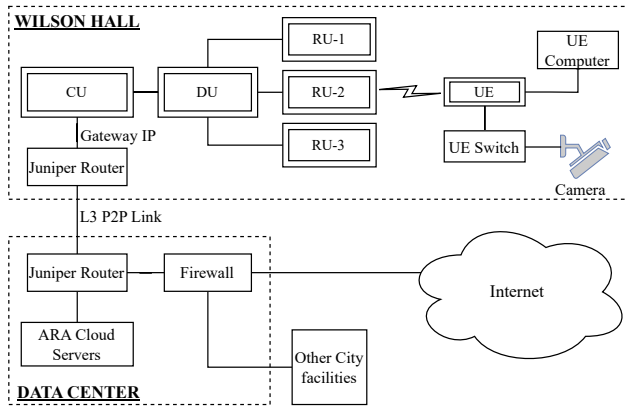 WILSON HALL
RU-1
UE
Computer
CU
DU
RU-2
UE
Gateway IP
RU-3
UE Switch
Juniper Router
Camera
L3 P2P Link
Juniper Router
Firewall
Internet
ARA Cloud
Servers
Other City
facilities
DATA CENTER